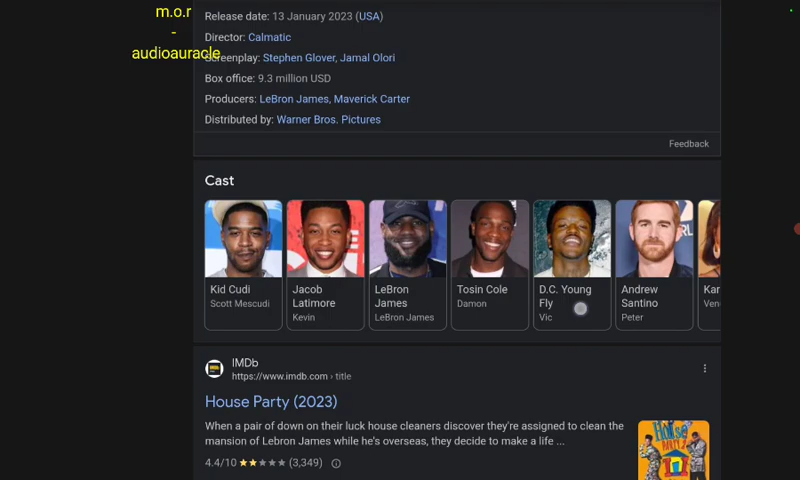 m.o.r
-
audioauracle
Release date: 13 January 2023 (USA)
Director: Calmatic
Screenplay: Stephen Glover, Jamal Olori
Box office: 9.3 million USD
Producers: LeBron James, Maverick Carter
Distributed by: Warner Bros. Pictures
Feedback
Cast
Kid Cudi
Scott Mescudi
Jacob
Latimore
Kevin
LeBron
James
LeBron James
Tosin Cole
Damon
D.C. Young
Fly
Vic
Andrew
Santino
Peter
Kar
Ven
IMDb
https://www.imdb.com › title
House Party (2023)
When a pair of down on their luck house cleaners discover they're assigned to clean the
mansion of Lebron James while he's overseas, they decide to make a life ...
4.4/10 (3,349)
House
PARTY